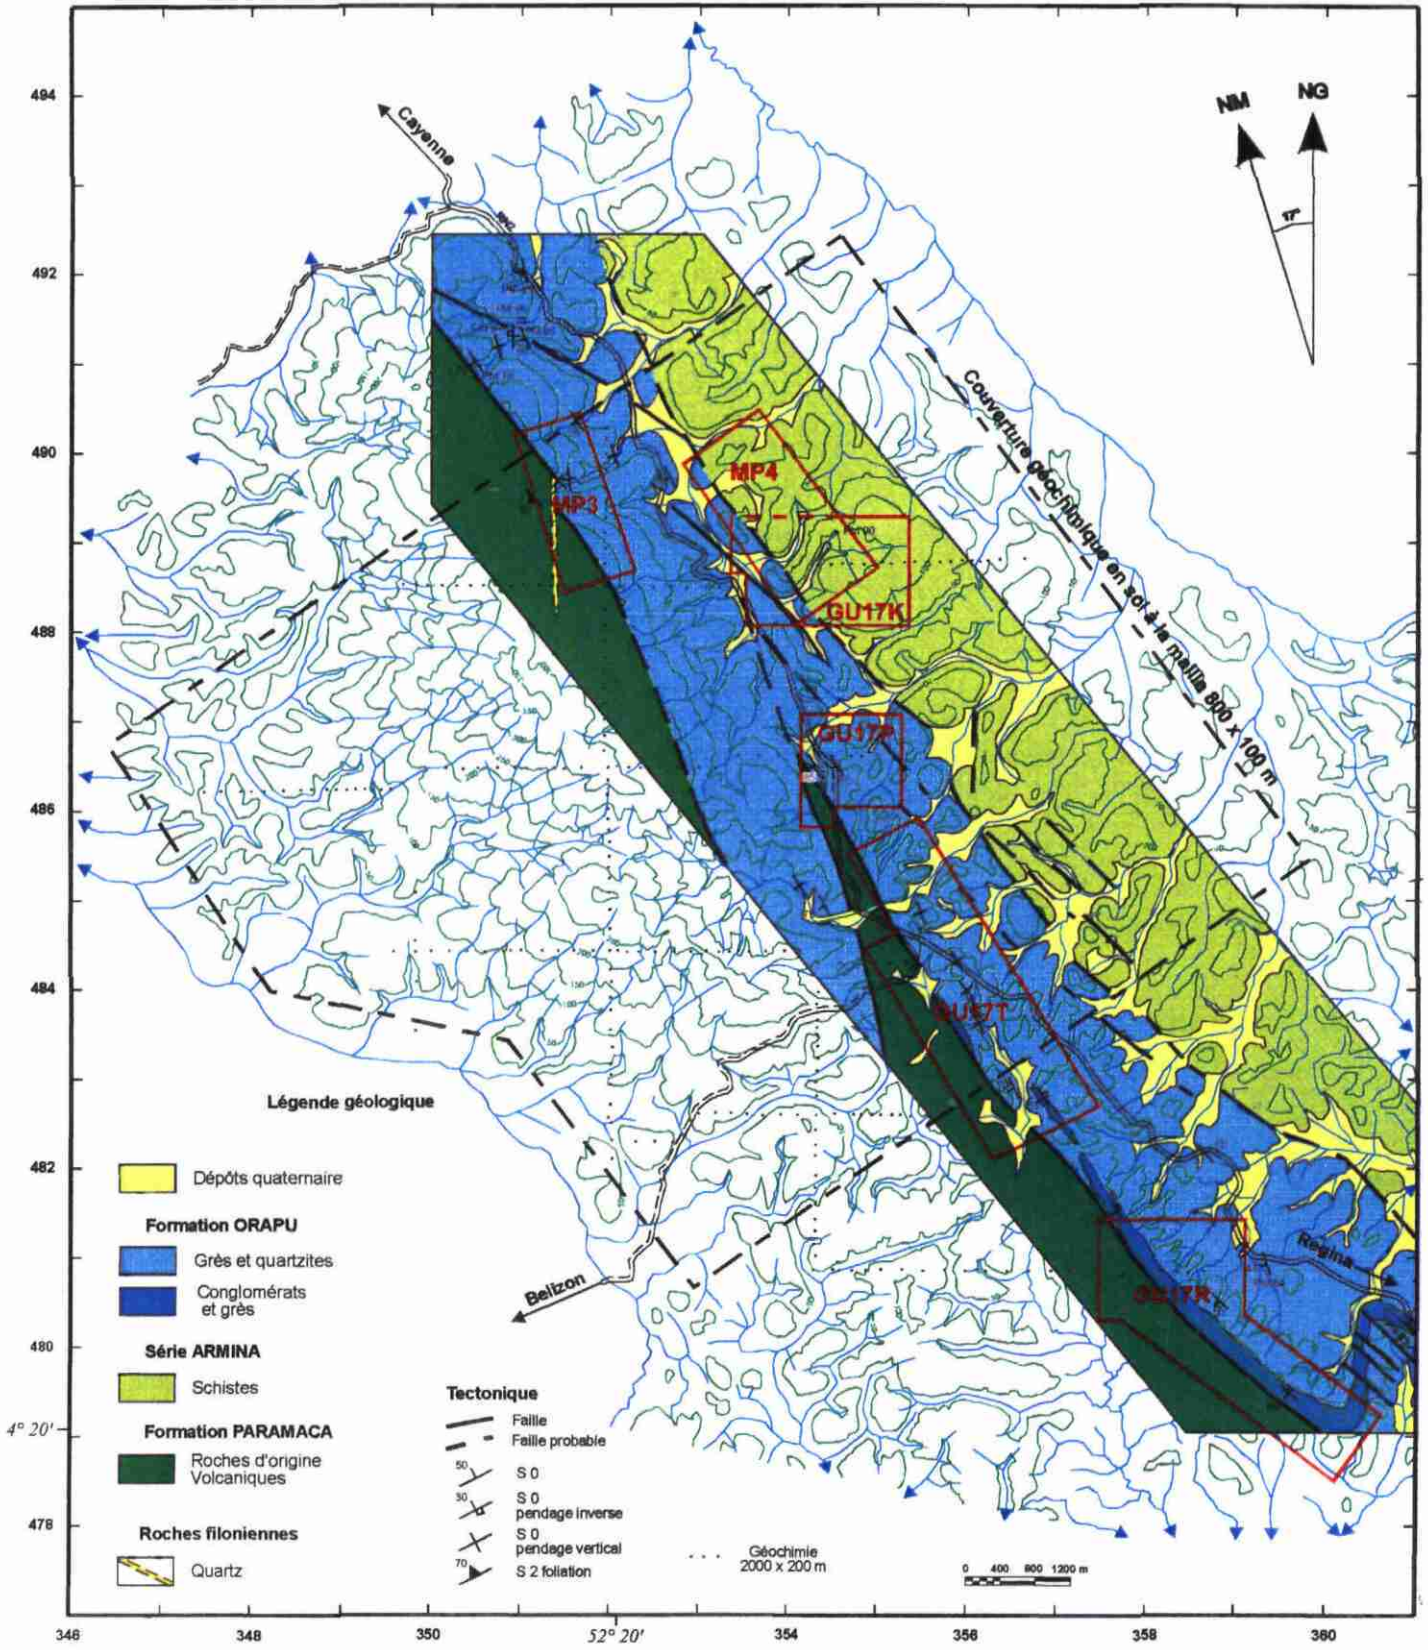 494
492
490
488
486
484
482
480
4° 20'
478
346
348
350
52° 20'
354
356
358
360
NM
NG
17°
Cayenne
RN2
Couverture géochimique en sol à la maille 800 x 100 m
MP3
MP4
GU17K
GU17P
GU17T
GU17R
Régina
Belizon
Légende géologique
Dépôts quaternaire
Formation ORAPU
Grès et quartzites
Conglomérats
et grès
Série ARMINA
Schistes
Formation PARAMACA
Roches d'origine
Volcaniques
Roches filoniennes
Quartz
Tectonique
Faille
Faille probable
50
S 0
30
S 0
pendage inverse
S 0
pendage vertical
70
S 2 foliation
Géochimie
2000 x 200 m
0 400 800 1200 m